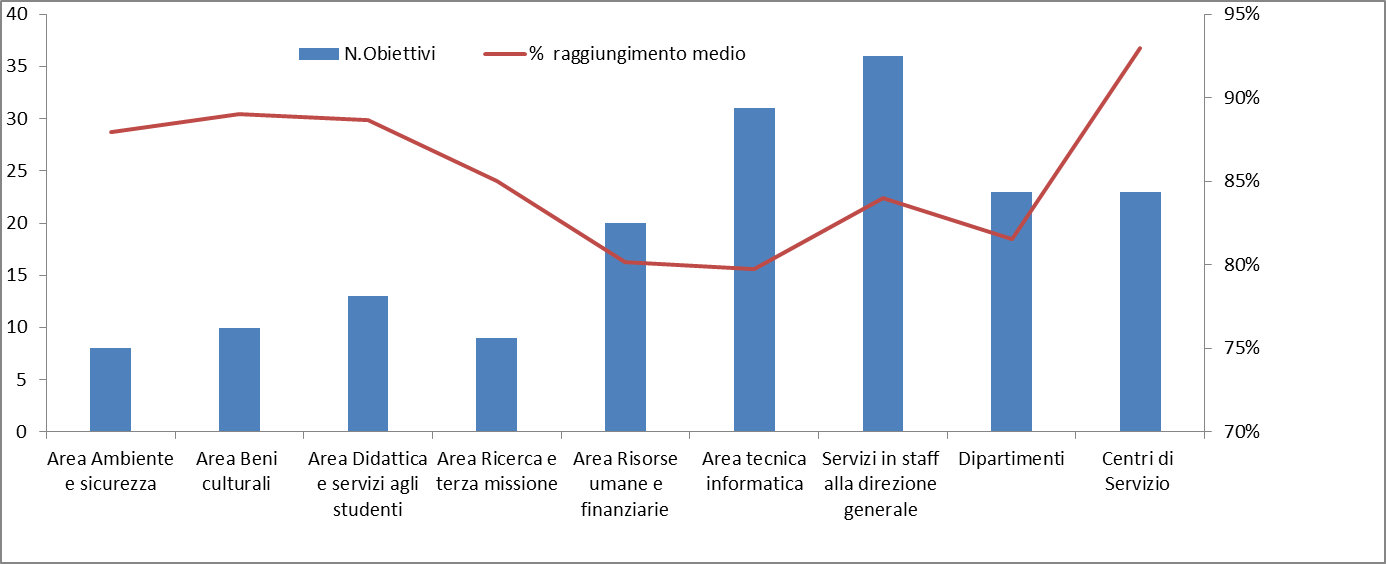 N.Obiettivi
% raggiungimento medio
40
35
30
25
20
15
10
5
0
95%
90%
85%
80%
75%
70%
Area Ambiente
e sicurezza
Area Beni
culturali
Area Didattica
e servizi agli
studenti
Area Ricerca e
terza missione
Area Risorse
umane e
finanziarie
Area tecnica
informatica
Servizi in staff
alla direzione
generale
Dipartimenti
Centri di
Servizio